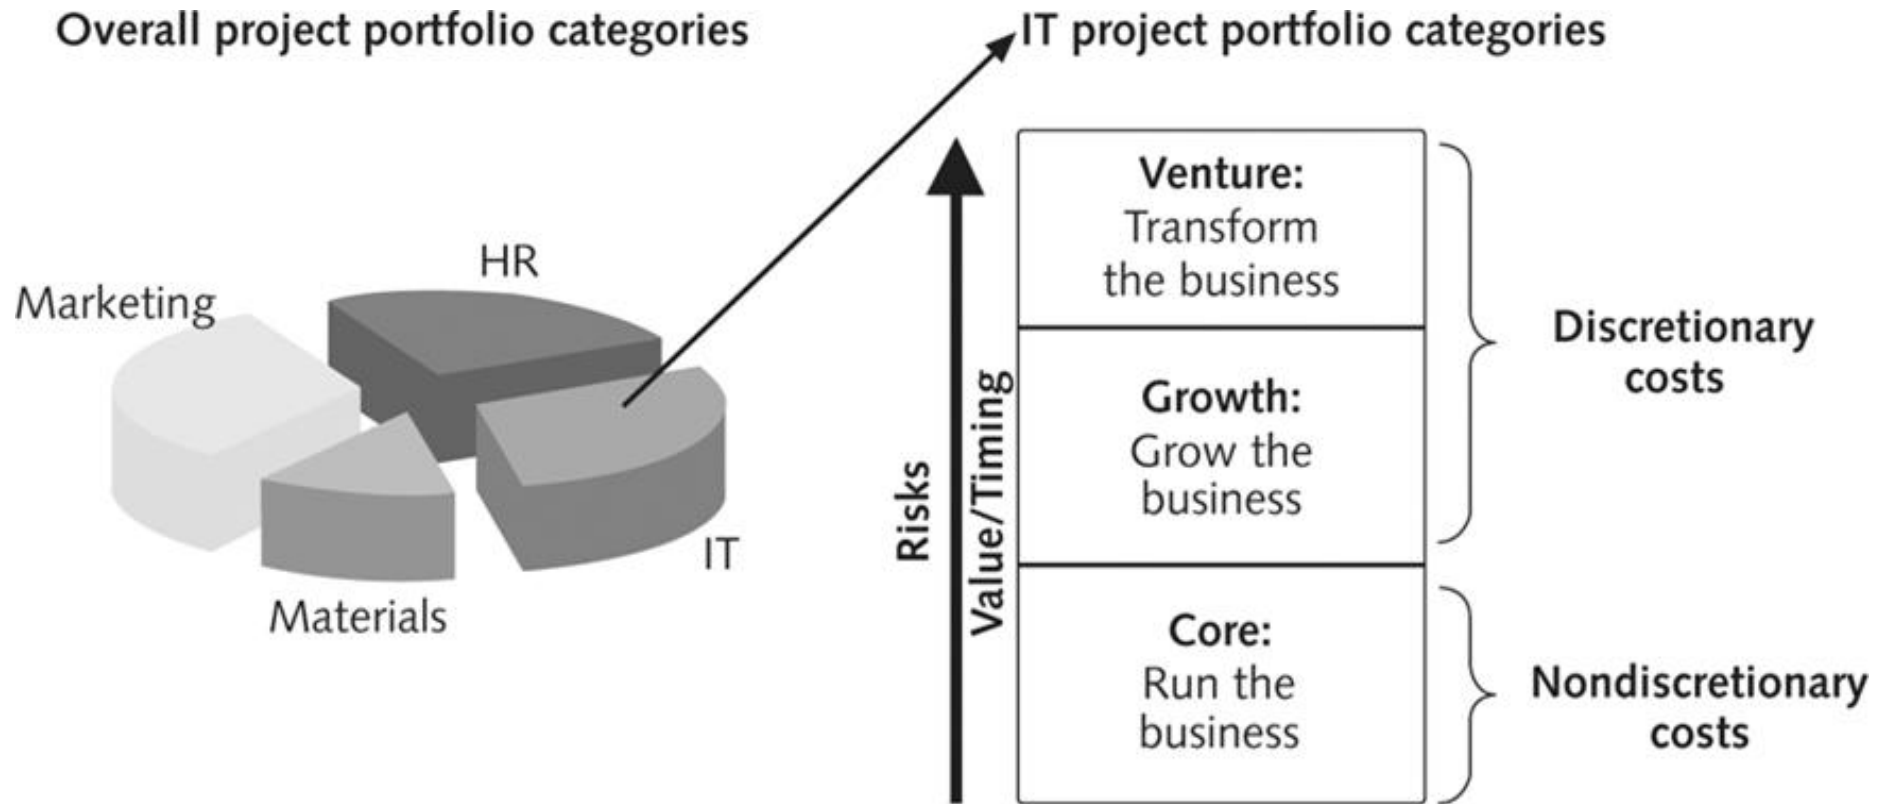 Overall project portfolio categories
IT project portfolio categories
Marketing
HR
IT
Materials
Risks
Value/Timing
Venture:
Transform
the business
Growth:
Grow the
business
Core:
Run the
business
Discretionary
costs
Nondiscretionary
costs